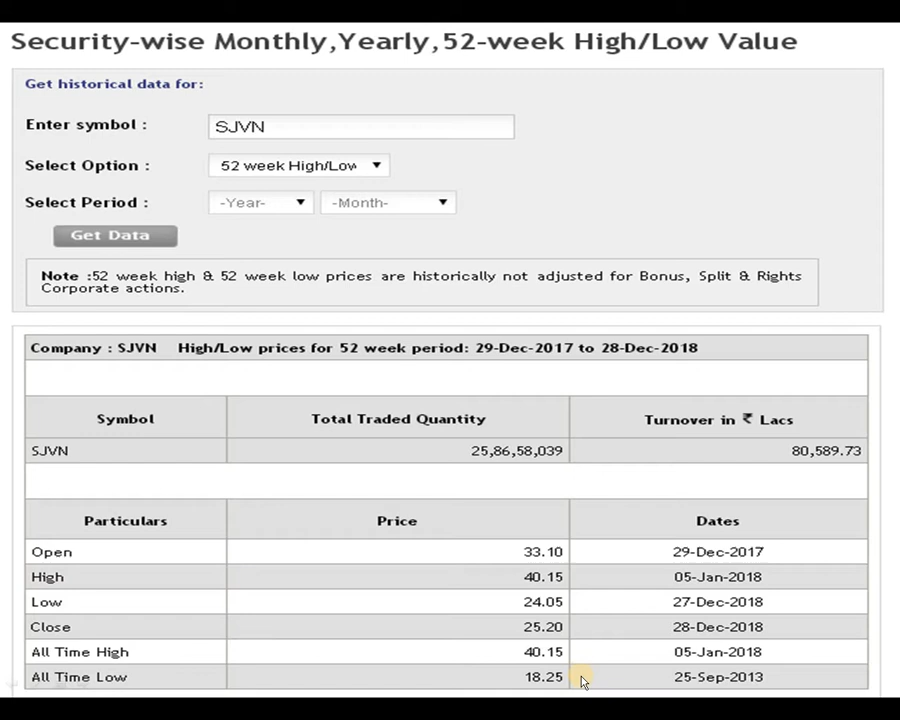 Security-wise Monthly,Yearly,52-week High/Low Value
Get historical data for:
Enter symbol : SJVN
Select Option : 52 week High/Low
Select Period : -Year- -Month-
Get Data
Note :52 week high & 52 week low prices are historically not adjusted for Bonus, Split & Rights
Corporate actions.
Company : SJVN High/Low prices for 52 week period: 29-Dec-2017 to 28-Dec-2018
Symbol Total Traded Quantity Turnover in ₹ Lacs
SJVN 25,86,58,039 80,589.73
Particulars Price Dates
Open 33.10 29-Dec-2017
High 40.15 05-Jan-2018
Low 24.05 27-Dec-2018
Close 25.20 28-Dec-2018
All Time High 40.15 05-Jan-2018
All Time Low 18.25 25-Sep-2013